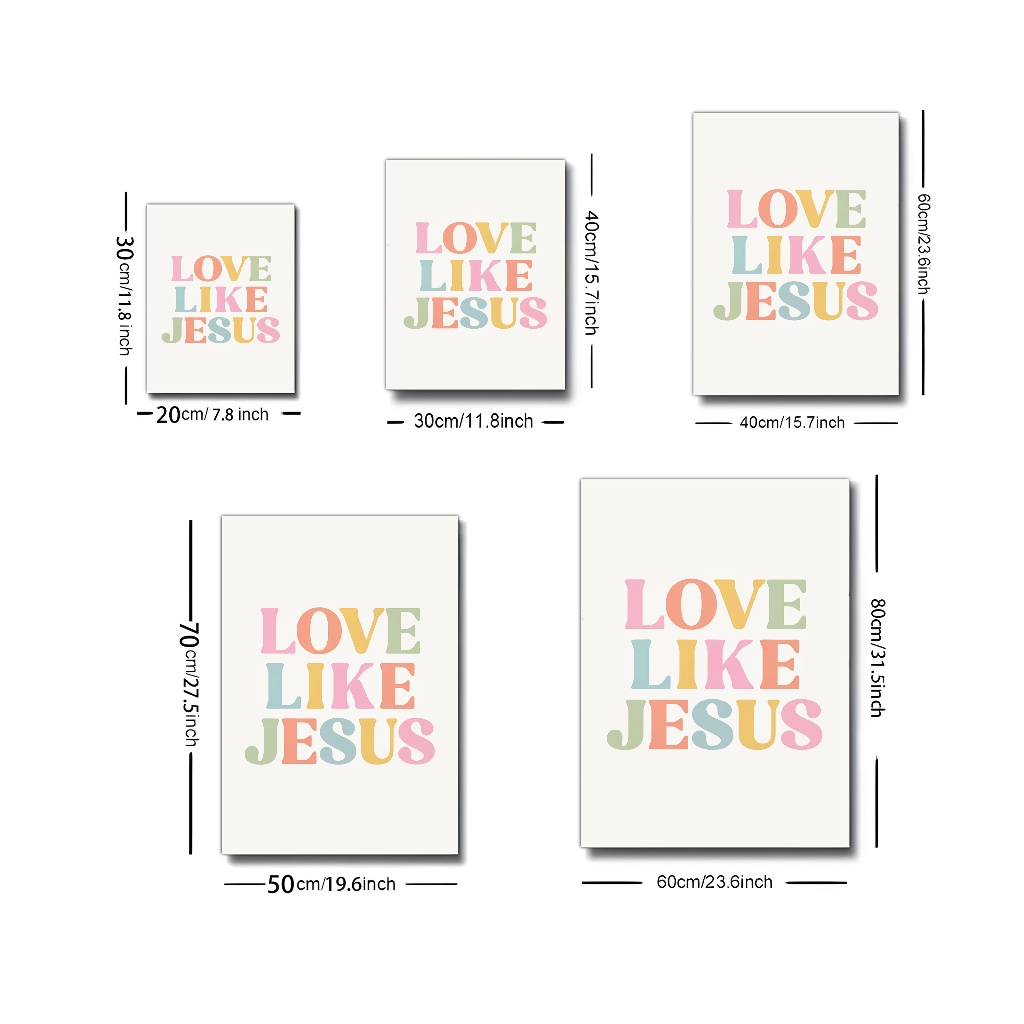 LOVE
LIKE
JESUS
30cm/11.8 inch
20cm/ 7.8 inch
LOVE
LIKE
JESUS
40cm/15.7inch
30cm/11.8inch
LOVE
LIKE
JESUS
60cm/23.6inch
40cm/15.7inch
LOVE
LIKE
JESUS
70cm/27.5inch
50cm/19.6inch
LOVE
LIKE
JESUS
80cm/31.5inch
60cm/23.6inch